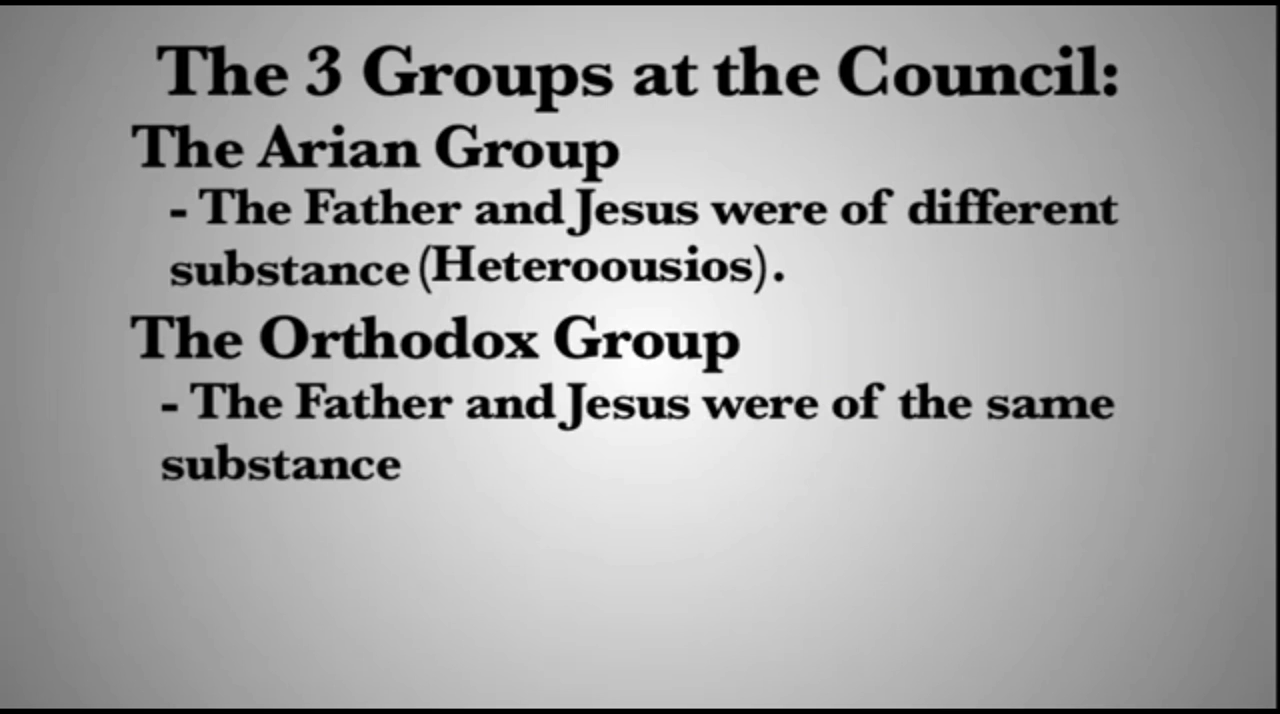 The 3 Groups at the Council:
The Arian Group
- The Father and Jesus were of different
substance (Heteroousios).
The Orthodox Group
- The Father and Jesus were of the same
substance